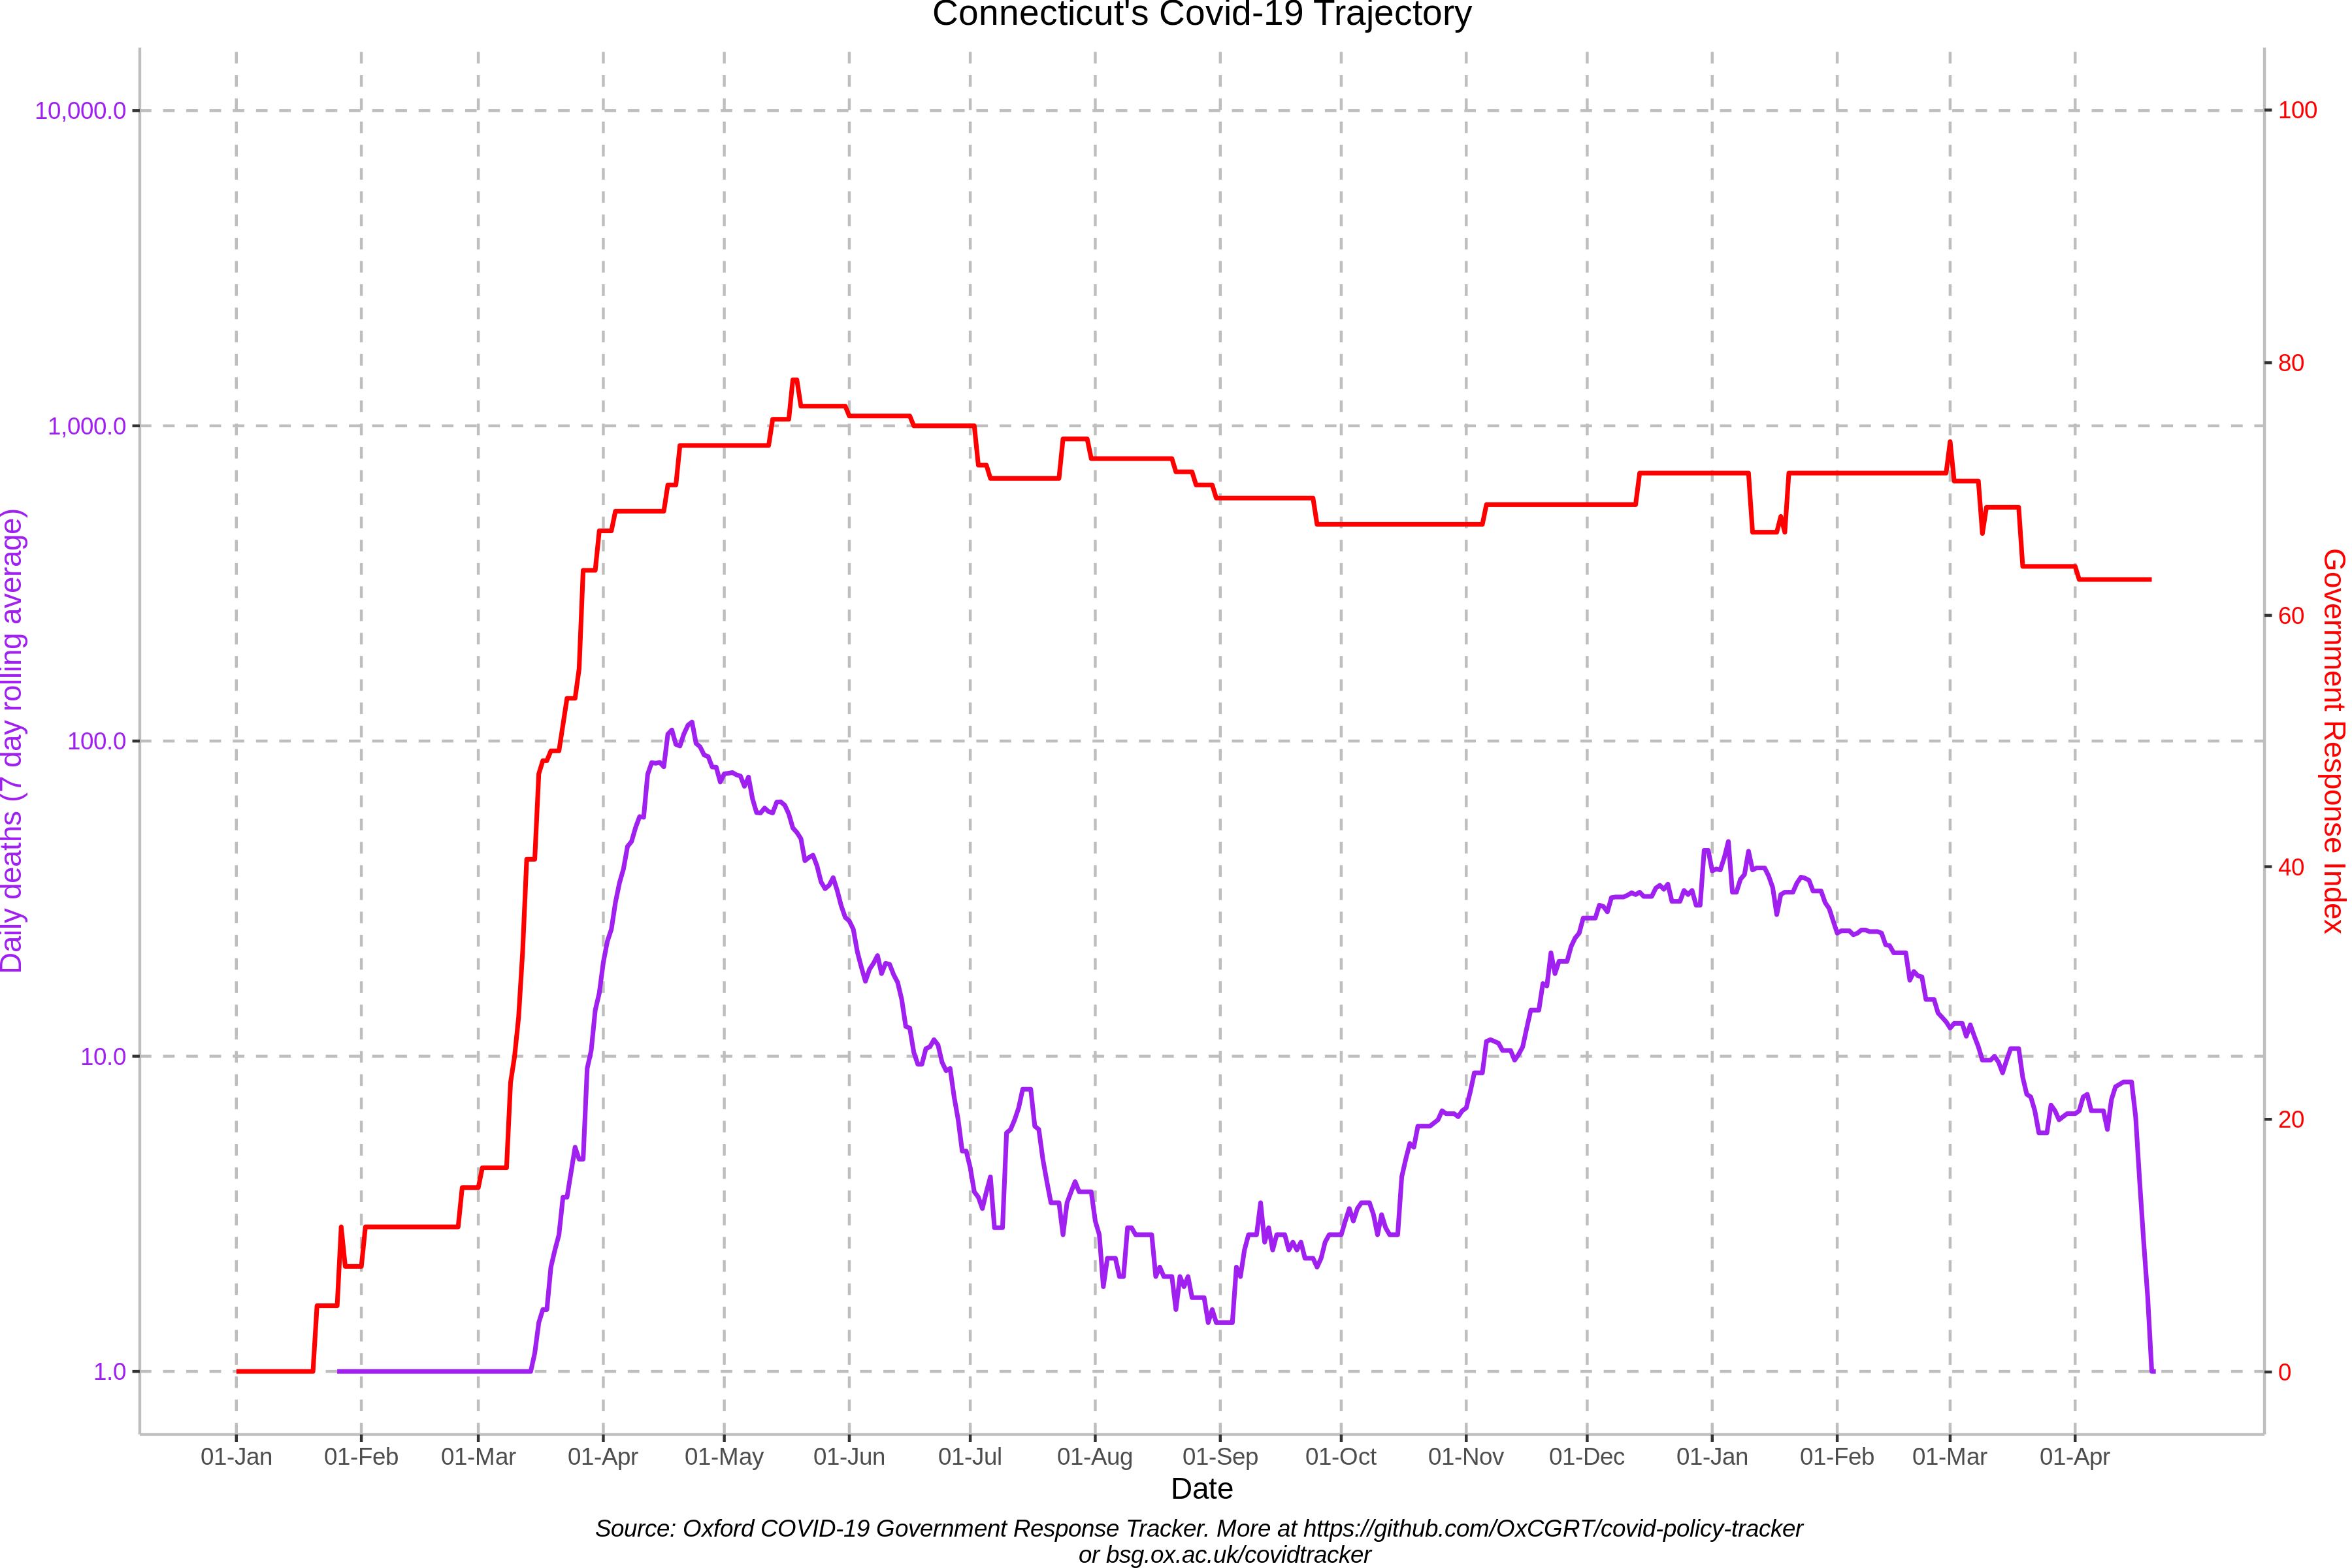 Connecticut's Covid-19 Trajectory
Daily deaths (7 day rolling average)
10,000.0
1,000.0
100.0
10.0
1.0
100
80
60
40
20
0
Government Response Index
01-Jan 01-Feb 01-Mar 01-Apr 01-May 01-Jun 01-Jul 01-Aug 01-Sep 01-Oct 01-Nov 01-Dec 01-Jan 01-Feb 01-Mar 01-Apr
Date
Source: Oxford COVID-19 Government Response Tracker. More at https://github.com/OxCGRT/covid-policy-tracker
or bsg.ox.ac.uk/covidtracker